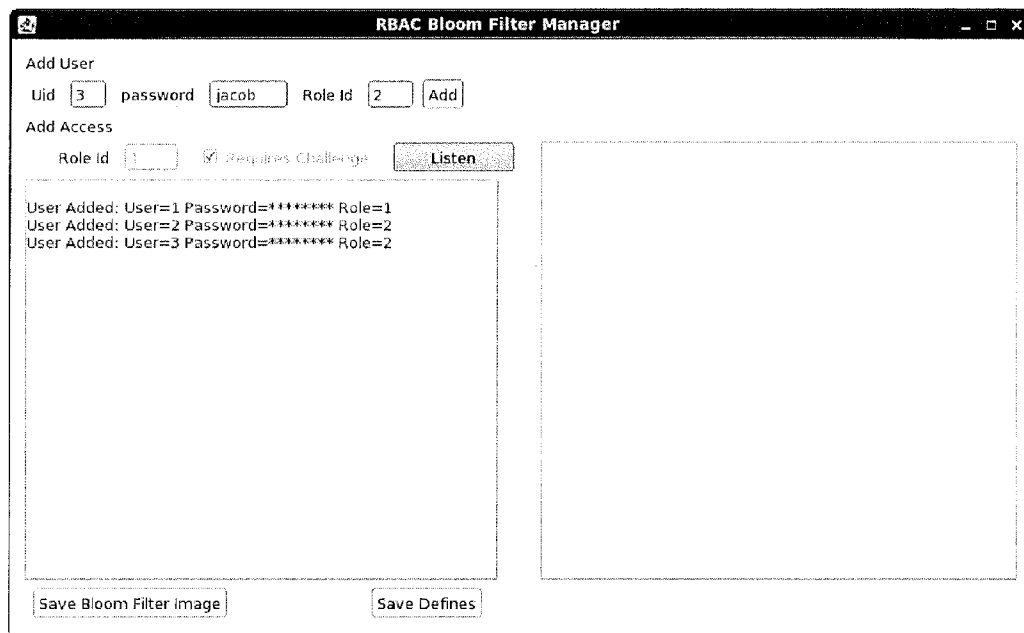 RBAC Bloom Filter Manager
Add User
Uid 3 password jacob Role Id 2 Add
Add Access
Role Id 1 Requires Challenge Listen
User Added: User=1 Password=******** Role=1
User Added: User=2 Password=******** Role=2
User Added: User=3 Password=******** Role=2
Save Bloom Filter Image Save Defines